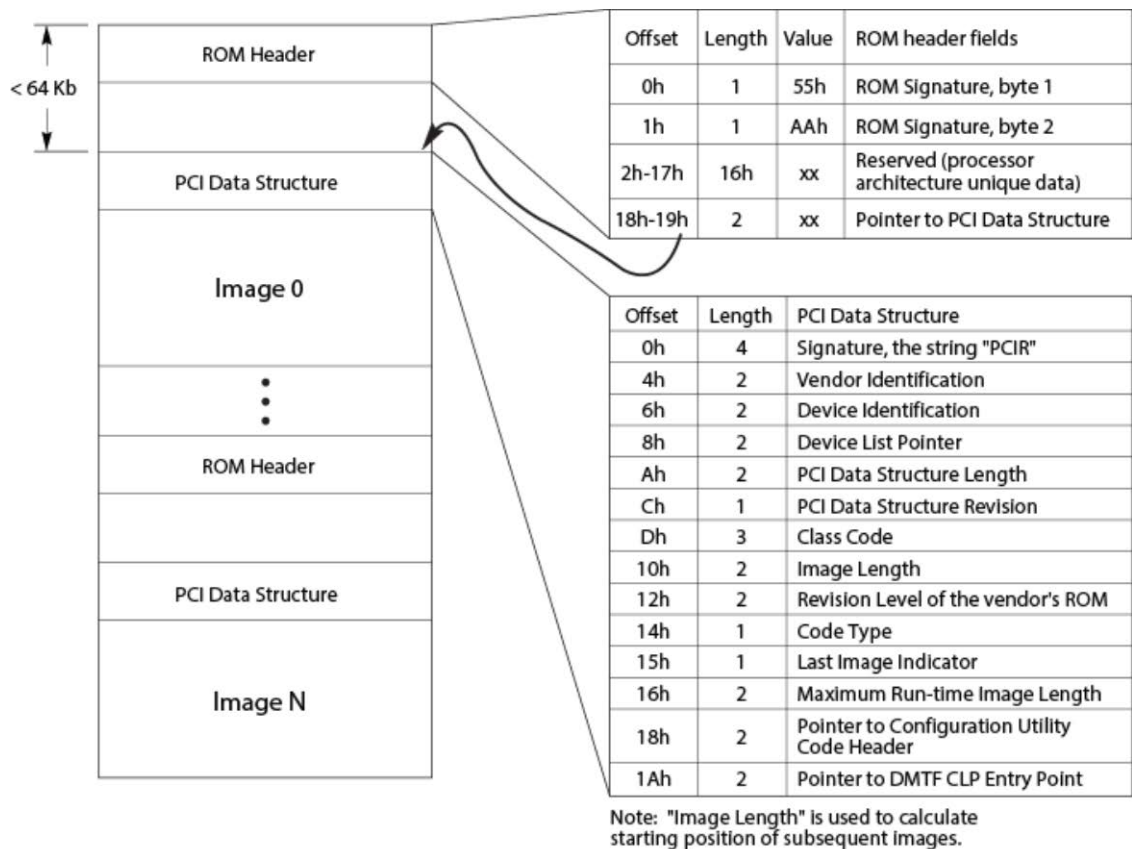 < 64 Kb
ROM Header
PCI Data Structure
Image 0
ROM Header
PCI Data Structure
Image N
Offset Length Value ROM header fields
0h 1 55h ROM Signature, byte 1
1h 1 AAh ROM Signature, byte 2
2h-17h 16h xx Reserved (processor
architecture unique data)
18h-19h 2 xx Pointer to PCI Data Structure
Offset Length PCI Data Structure
0h 4 Signature, the string "PCIR"
4h 2 Vendor Identification
6h 2 Device Identification
8h 2 Device List Pointer
Ah 2 PCI Data Structure Length
Ch 1 PCI Data Structure Revision
Dh 3 Class Code
10h 2 Image Length
12h 2 Revision Level of the vendor's ROM
14h 1 Code Type
15h 1 Last Image Indicator
16h 2 Maximum Run-time Image Length
18h 2 Pointer to Configuration Utility
Code Header
1Ah 2 Pointer to DMTF CLP Entry Point
Note: "Image Length" is used to calculate
starting position of subsequent images.